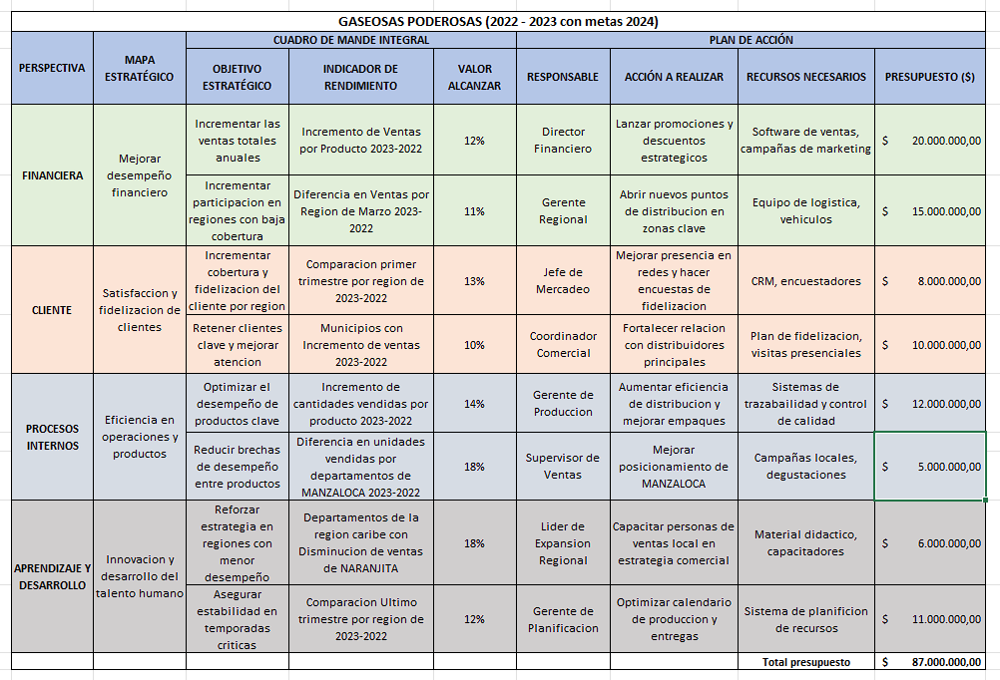 GASEOSAS PODEROSAS (2022 - 2023 con metas 2024)
PERSPECTIVA
MAPA
ESTRATÉGICO
CUADRO DE MANDE INTEGRAL
PLAN DE ACCIÓN
OBJETIVO
ESTRATÉGICO
INDICADOR DE
RENDIMIENTO
VALOR
ALCANZAR
RESPONSABLE
ACCIÓN A REALIZAR
RECURSOS NECESARIOS
PRESUPUESTO ($)
FINANCIERA
Mejorar
desempeño
financiero
Incrementar las
ventas totales
anuales
Incremento de Ventas
por Producto 2023-2022
12%
Director
Financiero
Lanzar promociones y
descuentos
estrategicos
Software de ventas,
campañas de marketing
$ 20.000.000,00
Incrementar
participacion en
regiones con baja
cobertura
Diferencia en Ventas por
Region de Marzo 2023-
2022
11%
Gerente
Regional
Abrir nuevos puntos
de distribucion en
zonas clave
Equipo de logistica,
vehiculos
$ 15.000.000,00
CLIENTE
Satisfaccion y
fidelizacion de
clientes
Incrementar
cobertura y
fidelizacion del
cliente por region
Comparacion primer
trimestre por region de
2023-2022
13%
Jefe de
Mercadeo
Mejorar presencia en
redes y hacer
encuestas de
fidelizacion
CRM, encuestadores
$ 8.000.000,00
Retener clientes
clave y mejorar
atencion
Municipios con
Incremento de ventas
2023-2022
10%
Coordinador
Comercial
Fortalecer relacion
con distribuidores
principales
Plan de fidelizacion,
visitas presenciales
$ 10.000.000,00
PROCESOS
INTERNOS
Eficiencia en
operaciones y
productos
Optimizar el
desempeño de
productos clave
Incremento de
cantidades vendidas por
producto 2023-2022
14%
Gerente de
Produccion
Aumentar eficiencia
de distribucion y
mejorar empaques
Sistemas de
trazabailidad y control
de calidad
$ 12.000.000,00
Reducir brechas
de desempeño
entre productos
Diferencia en unidades
vendidas por
departamentos de
MANZALOCA 2023-2022
18%
Supervisor de
Ventas
Mejorar
posicionamiento de
MANZALOCA
Campañas locales,
degustaciones
$ 5.000.000,00
APRENDIZAJE Y
DESARROLLO
Innovacion y
desarrollo del
talento humano
Reforzar
estrategia en
regiones con
menor
desempeño
Departamentos de la
region caribe con
Disminucion de ventas
de NARANJITA
18%
Lider de
Expansion
Regional
Capacitar personas de
ventas local en
estrategia comercial
Material didactico,
capacitadores
$ 6.000.000,00
Asegurar
estabilidad en
temporadas
criticas
Comparacion Ultimo
trimestre por region de
2023-2022
12%
Gerente de
Planificacion
Optimizar calendario
de produccion y
entregas
Sistema de planificion
de recursos
$ 11.000.000,00
Total presupuesto
$ 87.000.000,00